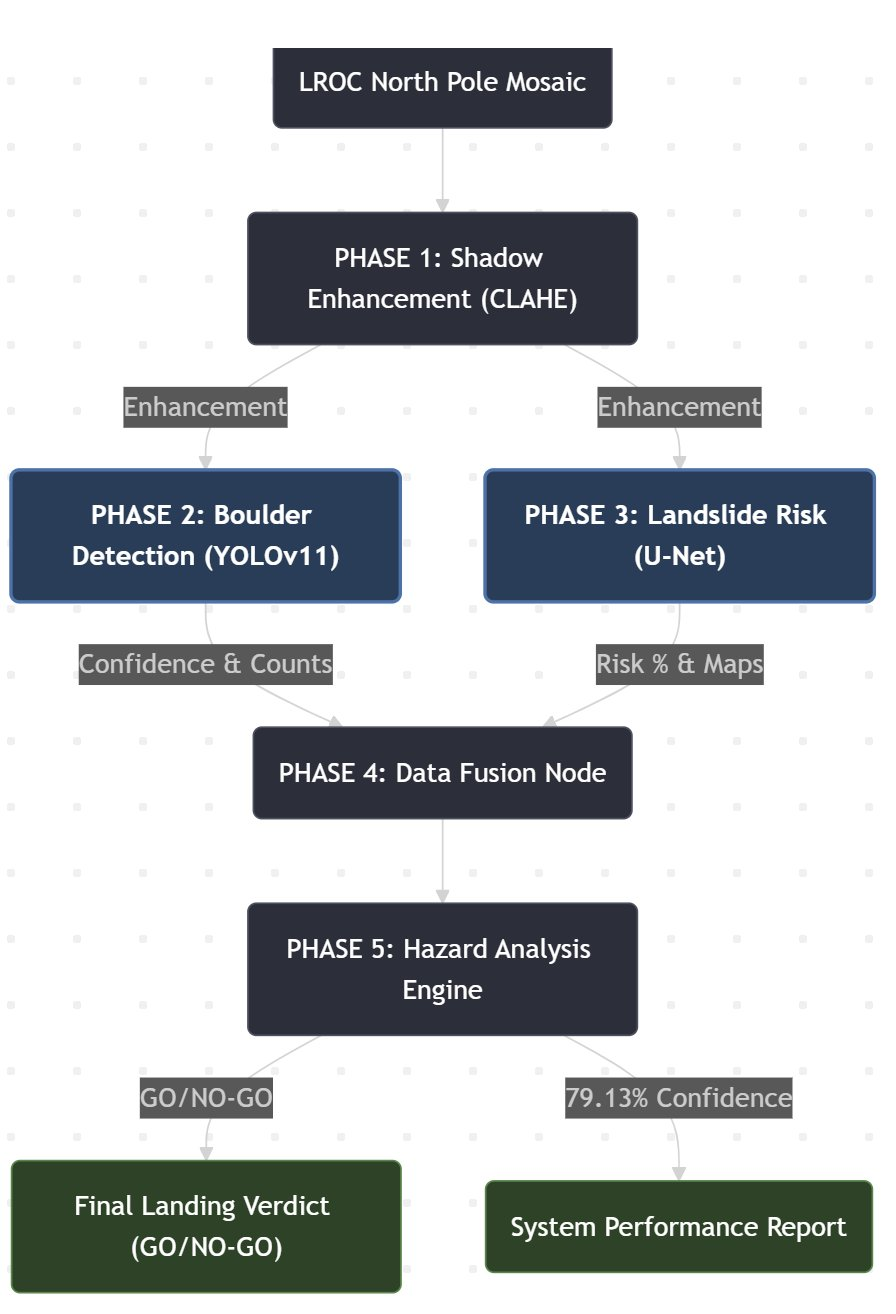 LROC North Pole Mosaic
PHASE 1: Shadow
Enhancement (CLAHE)
Enhancement
Enhancement
PHASE 2: Boulder
Detection (YOLOv11)
PHASE 3: Landslide Risk
(U-Net)
Confidence & Counts
Risk % & Maps
PHASE 4: Data Fusion Node
PHASE 5: Hazard Analysis
Engine
GO/NO-GO
79.13% Confidence
Final Landing Verdict
(GO/NO-GO)
System Performance Report